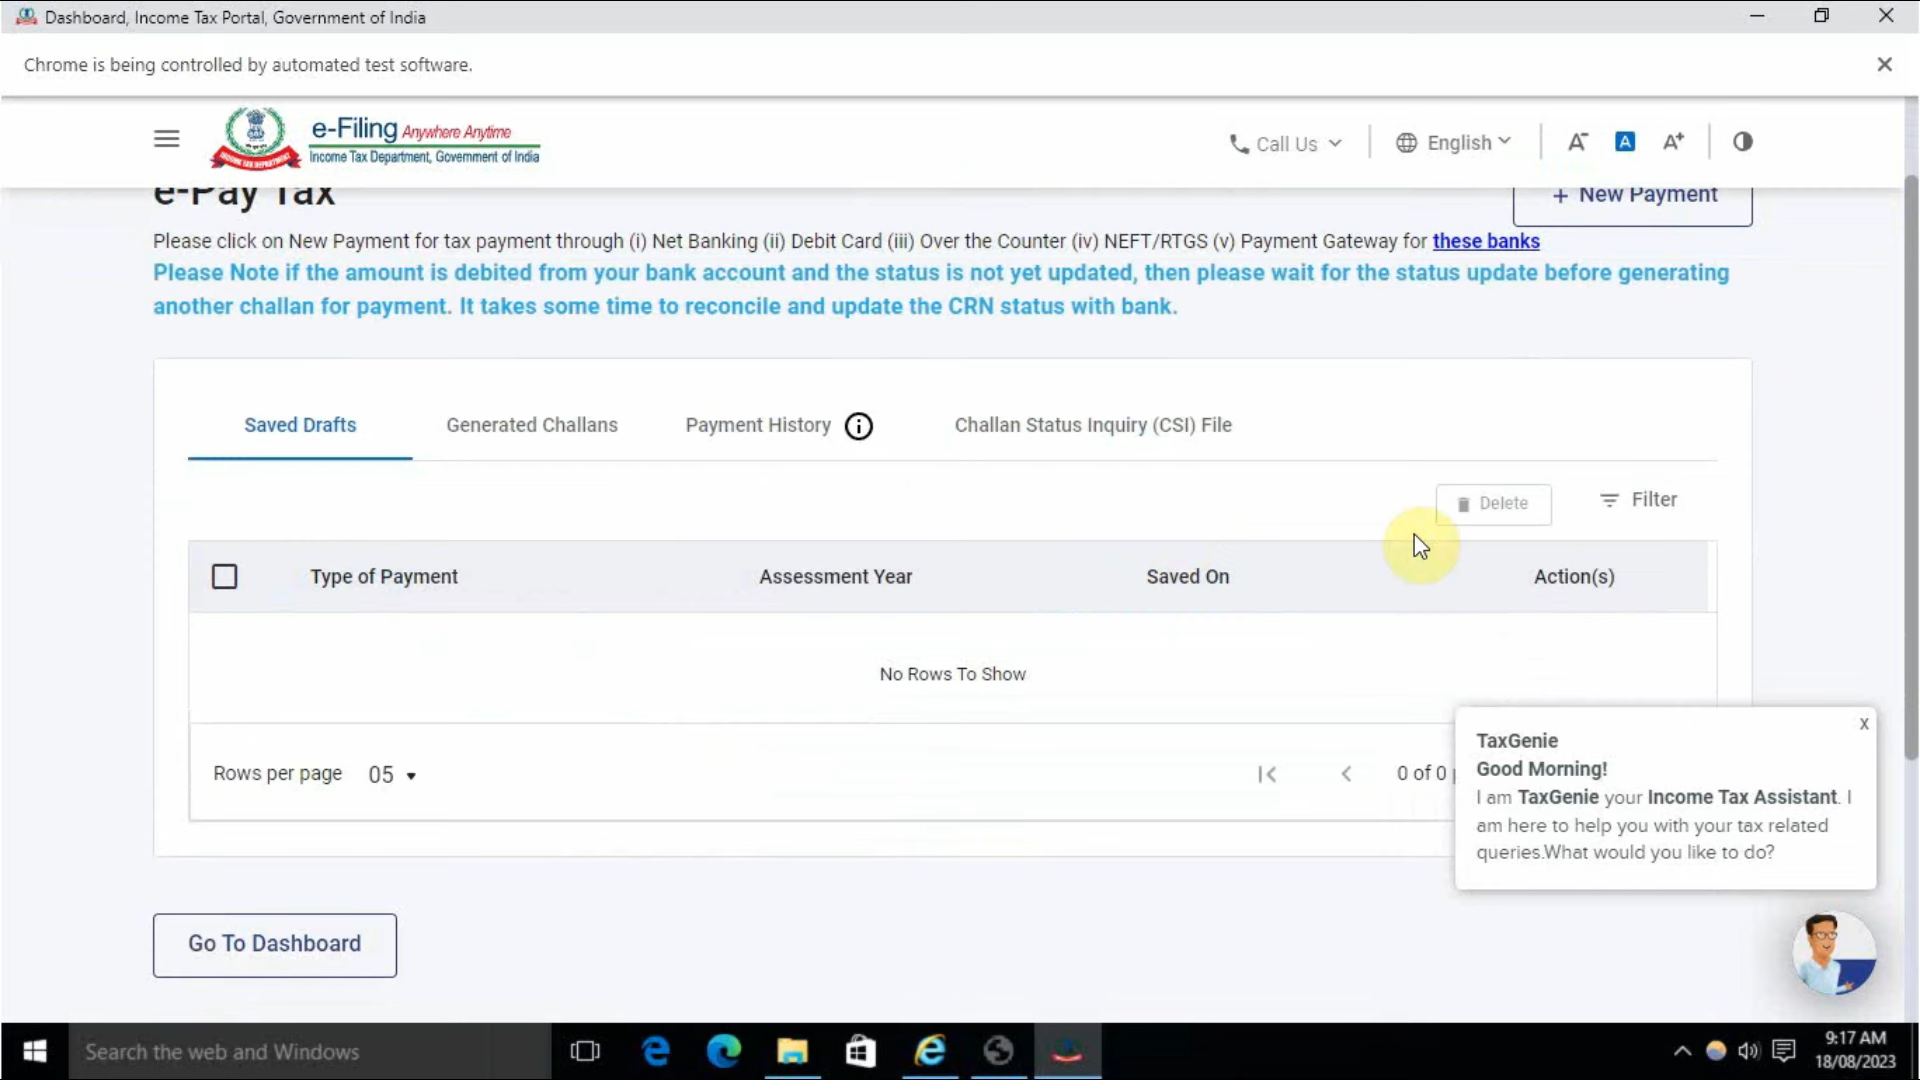 Dashboard, Income Tax Portal, Government of India
Chrome is being controlled by automated test software.
e-Filing Anywhere Anytime
Income Tax Department, Government of India
Call Us
English
A- A A+
e-Pay Tax
+ New Payment
Please click on New Payment for tax payment through (i) Net Banking (ii) Debit Card (iii) Over the Counter (iv) NEFT/RTGS (v) Payment Gateway for these banks
Please Note if the amount is debited from your bank account and the status is not yet updated, then please wait for the status update before generating
another challan for payment. It takes some time to reconcile and update the CRN status with bank.
Saved Drafts Generated Challans Payment History Challan Status Inquiry (CSI) File
Delete Filter
Type of Payment Assessment Year Saved On Action(s)
No Rows To Show
Rows per page 05 0 of 0
x
TaxGenie
Good Morning!
I am TaxGenie your Income Tax Assistant. I
am here to help you with your tax related
queries.What would you like to do?
Go To Dashboard
Search the web and Windows
9:17 AM
18/08/2023